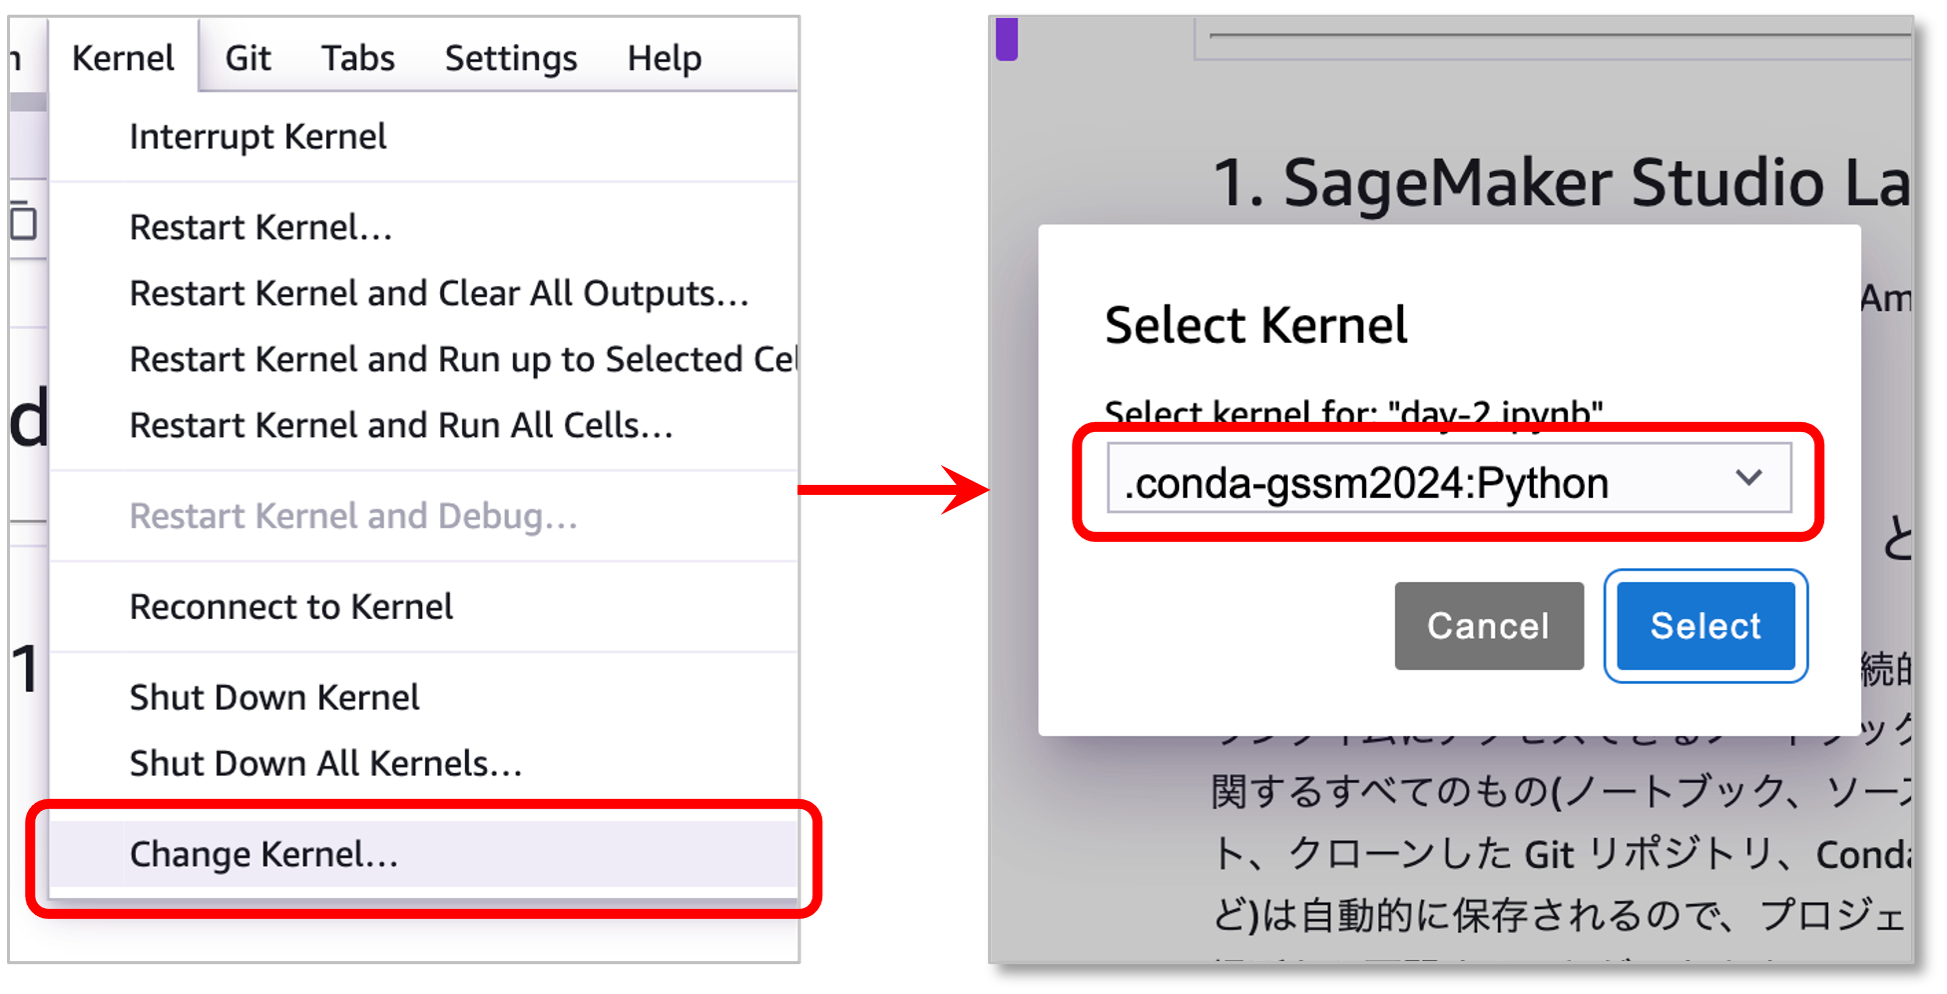 Kernel Git Tabs Settings Help
Interrupt Kernel
Restart Kernel...
Restart Kernel and Clear All Outputs...
Restart Kernel and Run up to Selected Cel
Restart Kernel and Run All Cells...
Restart Kernel and Debug...
Reconnect to Kernel
Shut Down Kernel
Shut Down All Kernels...
Change Kernel...
d
1
1. SageMaker Studio La
Am
Select Kernel
Select kernel for: "day-2.ipynb"
.conda-gssm2024:Python
Cancel Select
と
続的
関するすべてのもの(ノートブック、ソース
ト、クローンした Git リポジトリ、Conda
ど)は自動的に保存されるので、プロジェ